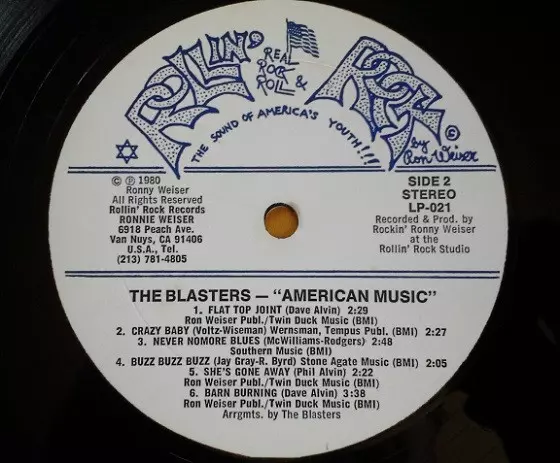 ROLLIN' ROCK
REAL
ROCK
&
ROLL
THE SOUND OF AMERICA'S YOUTH!!!
©
by
Ron Weiser
© ℗ 1980
Ronny Weiser
All Rights Reserved
Rollin' Rock Records
RONNIE WEISER
6918 Peach Ave.
Van Nuys, CA 91406
U.S.A., Tel.
(213) 781-4805
SIDE 2
STEREO
LP-021
Recorded & Prod. by
Rockin' Ronny Weiser
at the
Rollin' Rock Studio
THE BLASTERS — "AMERICAN MUSIC"
1. FLAT TOP JOINT (Dave Alvin) 2:29
Ron Weiser Publ./Twin Duck Music (BMI)
2. CRAZY BABY (Voltz-Wiseman) Wernsman, Tempus Publ. (BMI) 2:27
3. NEVER NOMORE BLUES (McWilliams-Rodgers) 2:48
Southern Music (BMI)
4. BUZZ BUZZ BUZZ (Jay Gray-R. Byrd) Stone Agate Music (BMI) 2:05
5. SHE'S GONE AWAY (Phil Alvin) 2:22
Ron Weiser Publ./Twin Duck Music (BMI)
6. BARN BURNING (Dave Alvin) 3:38
Ron Weiser Publ./Twin Duck Music (BMI)
Arrgmts. by The Blasters